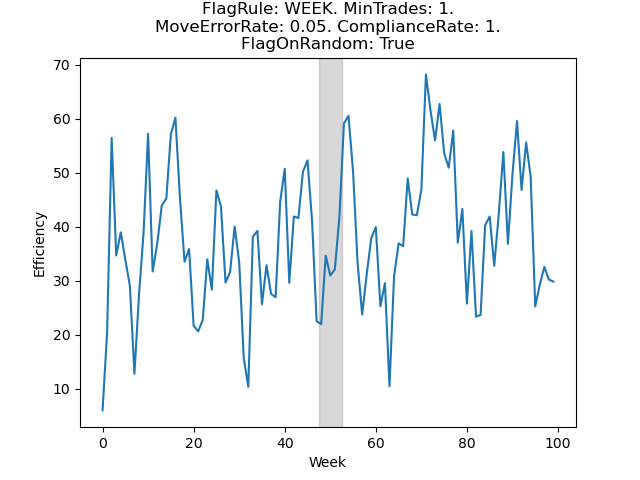 FlagRule: WEEK. MinTrades: 1.
MoveErrorRate: 0.05. ComplianceRate: 1.
FlagOnRandom: True
70
60
50
40
30
20
10
Efficiency
0 20 40 60 80 100
Week